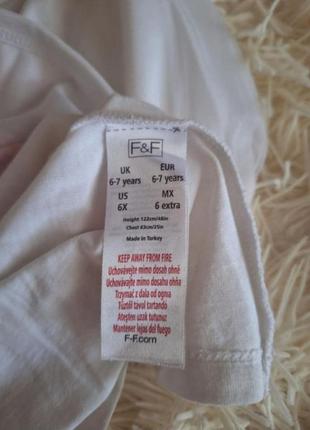 F&F
UK EUR
6-7 years 6-7 years
US MX
6X 6 extra
Height 122cm/48in
Chest 63cm/25in
Made in Turkey
KEEP AWAY FROM FIRE
Uchovávejte mimo dosah ohně
Uchovávajte mimo dosahu ohňa
Trzymać z dala od ognia
Tűztől távol tartandó
Ateşten uzak tutunuz
Mantener lejos del fuego
F-F.com